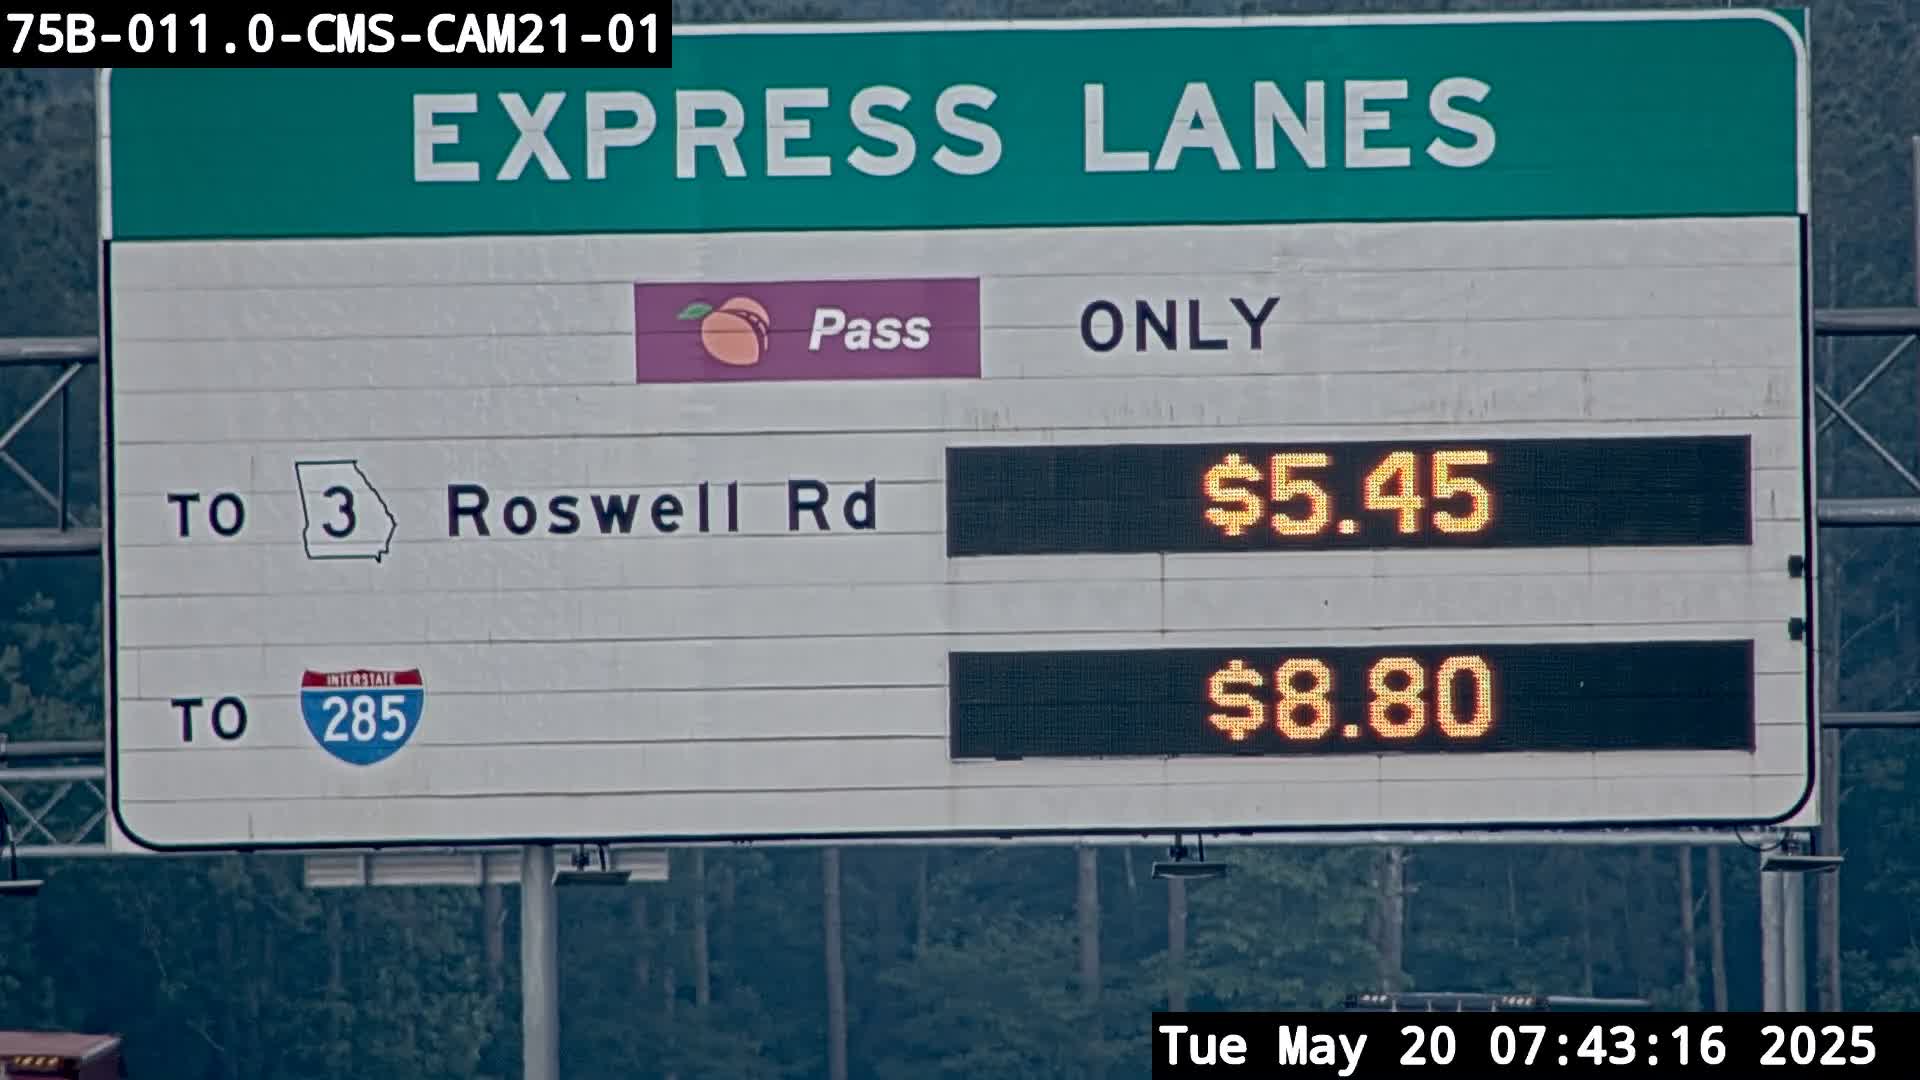 75B-011.0-CMS-CAM21-01
EXPRESS LANES
Pass ONLY
TO 3 Roswell Rd $5.45
TO INTERSTATE 285 $8.80
Tue May 20 07:43:16 2025